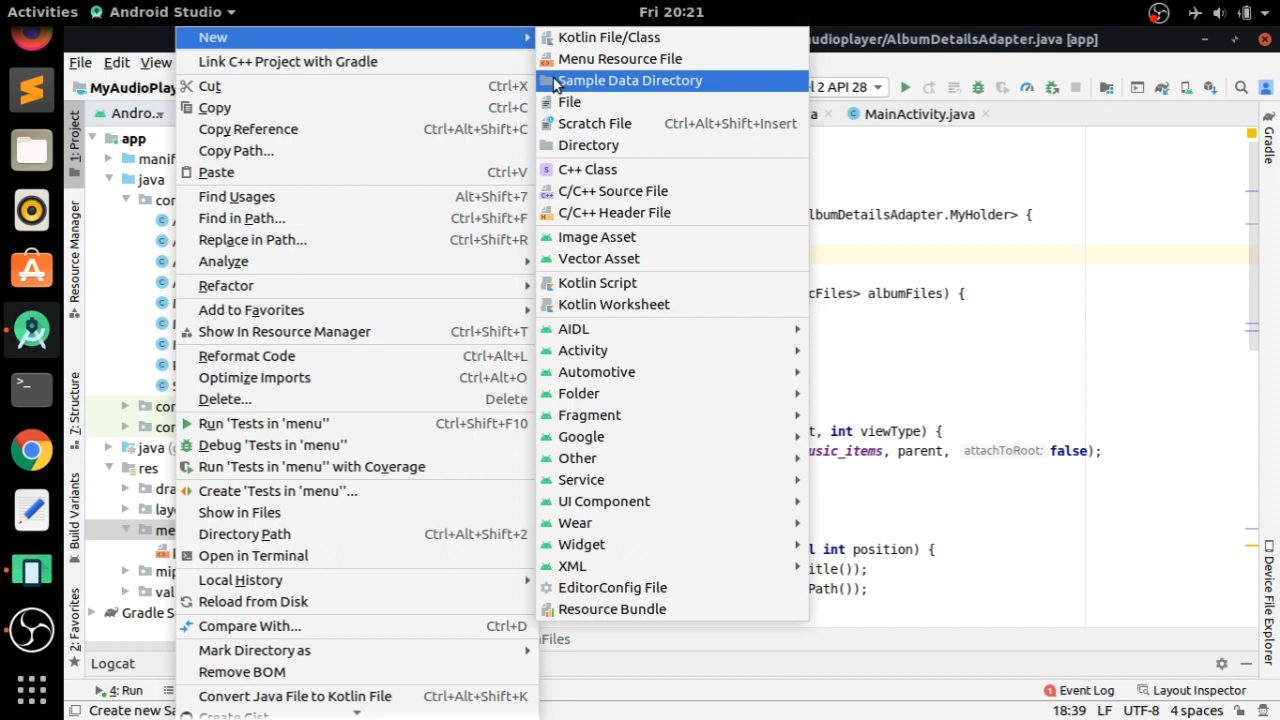 Activities Android Studio Fri 20:21
udioplayer/AlbumDetailsAdapter.java [app]
File Edit View
MyAudioPlay
l 2 API 28
Andro...
MainActivity.java
1: Project
Resource Manager
7: Structure
Build Variants
2: Favorites
app
manif
java
cor
cor
cor
java (
res
dra
lay
me
mip
val
Gradle S
New
Link C++ Project with Gradle
Cut Ctrl+X
Copy Ctrl+C
Copy Reference Ctrl+Alt+Shift+C
Copy Path...
Paste Ctrl+V
Find Usages Alt+Shift+7
Find in Path... Ctrl+Shift+F
Replace in Path... Ctrl+Shift+R
Analyze
Refactor
Add to Favorites
Show In Resource Manager Ctrl+Shift+T
Reformat Code Ctrl+Alt+L
Optimize Imports Ctrl+Alt+O
Delete... Delete
Run 'Tests in 'menu'' Ctrl+Shift+F10
Debug 'Tests in 'menu''
Run 'Tests in 'menu'' with Coverage
Create 'Tests in 'menu''...
Show in Files
Directory Path Ctrl+Alt+Shift+2
Open in Terminal
Local History
Reload from Disk
Compare With... Ctrl+D
Mark Directory as
Remove BOM
Convert Java File to Kotlin File Ctrl+Alt+Shift+K
Create Gist
Kotlin File/Class
Menu Resource File
Sample Data Directory
File
Scratch File Ctrl+Alt+Shift+Insert
Directory
C++ Class
C/C++ Source File
C/C++ Header File
Image Asset
Vector Asset
Kotlin Script
Kotlin Worksheet
AIDL
Activity
Automotive
Folder
Fragment
Google
Other
Service
UI Component
Wear
Widget
XML
EditorConfig File
Resource Bundle
lbumDetailsAdapter.MyHolder> {
cFiles> albumFiles) {
t, int viewType) {
usic_items, parent, attachToRoot: false);
l int position) {
itle());
Path());
Files
Gradle
Device File Explorer
Logcat
4: Run
1 Event Log Layout Inspector
Create new Sa
18:39 LF UTF-8 4 spaces